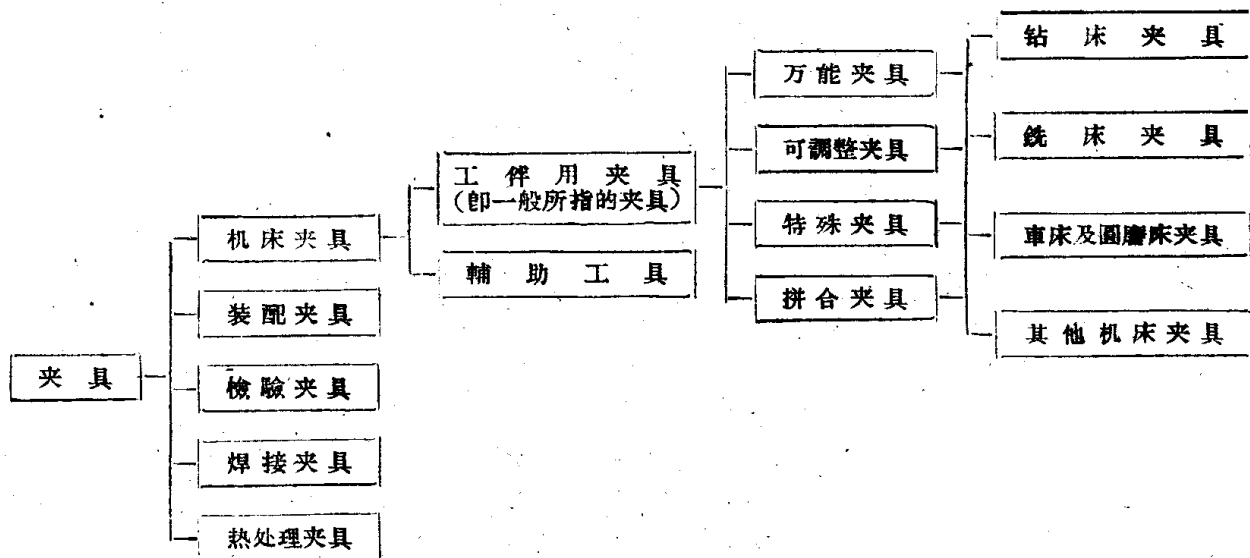 夹具
机床夹具
装配夹具
檢驗夹具
焊接夹具
热处理夹具
工件用夹具
(卽一般所指的夹具)
輔助工具
万能夹具
可調整夹具
特殊夹具
拼合夹具
钻床夹具
銑床夹具
車床及圓磨床夹具
其他机床夹具